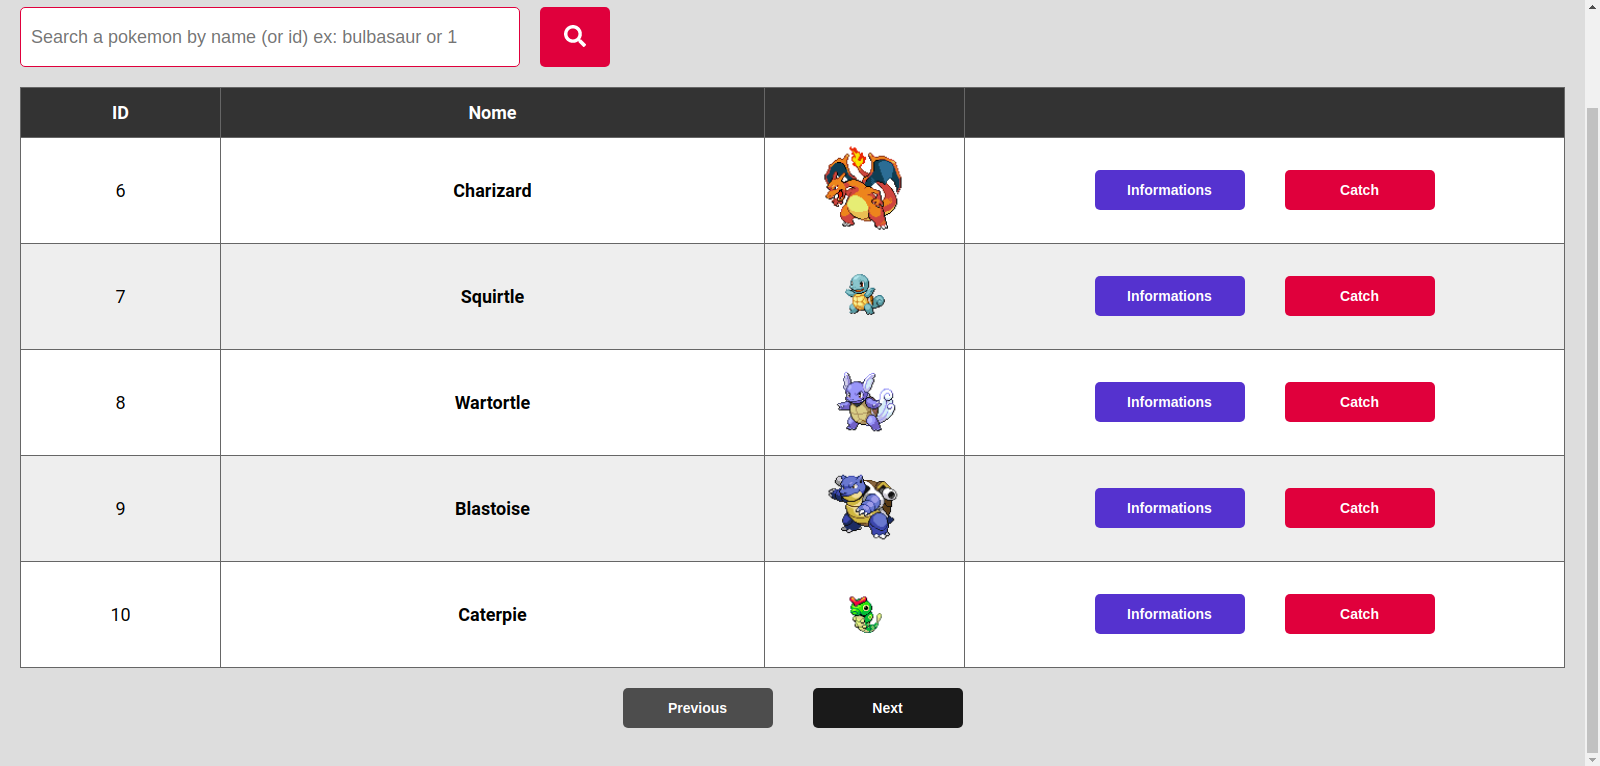 Search a pokemon by name (or id) ex: bulbasaur or 1
ID Nome
6 Charizard Informations Catch
7 Squirtle Informations Catch
8 Wartortle Informations Catch
9 Blastoise Informations Catch
10 Caterpie Informations Catch
Previous Next